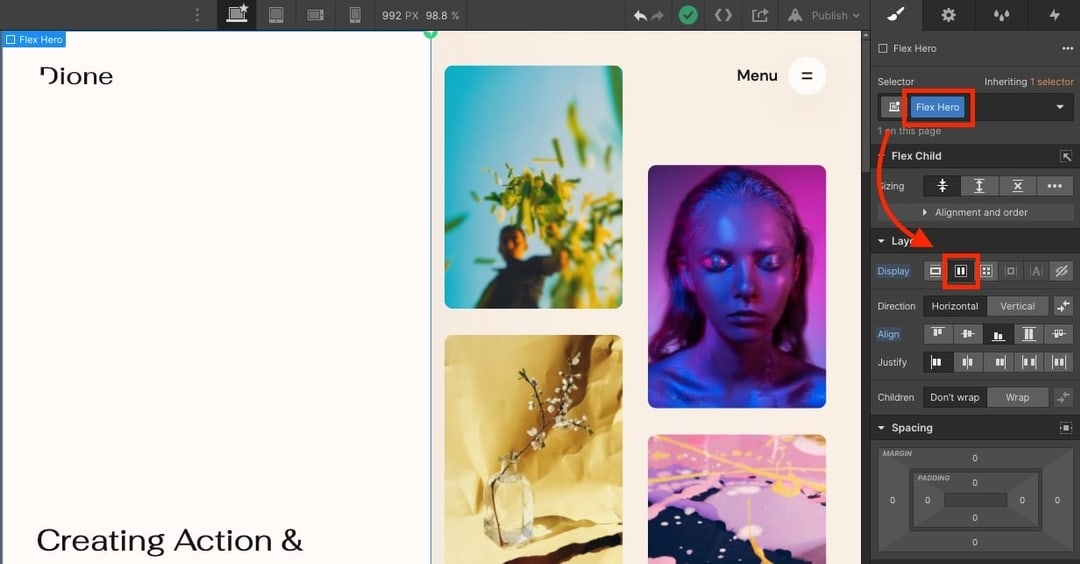 992 PX 98.8 %
Publish
Flex Hero
Dione
Menu
Creating Action &
Flex Hero
Selector
Inheriting 1 selector
Flex Hero
1 on this page
Flex Child
Sizing
Alignment and order
Display
Direction
Horizontal
Vertical
Align
Justify
Children
Don't wrap
Wrap
Spacing
MARGIN
0
PADDING
0
0
0
0
0
0
0